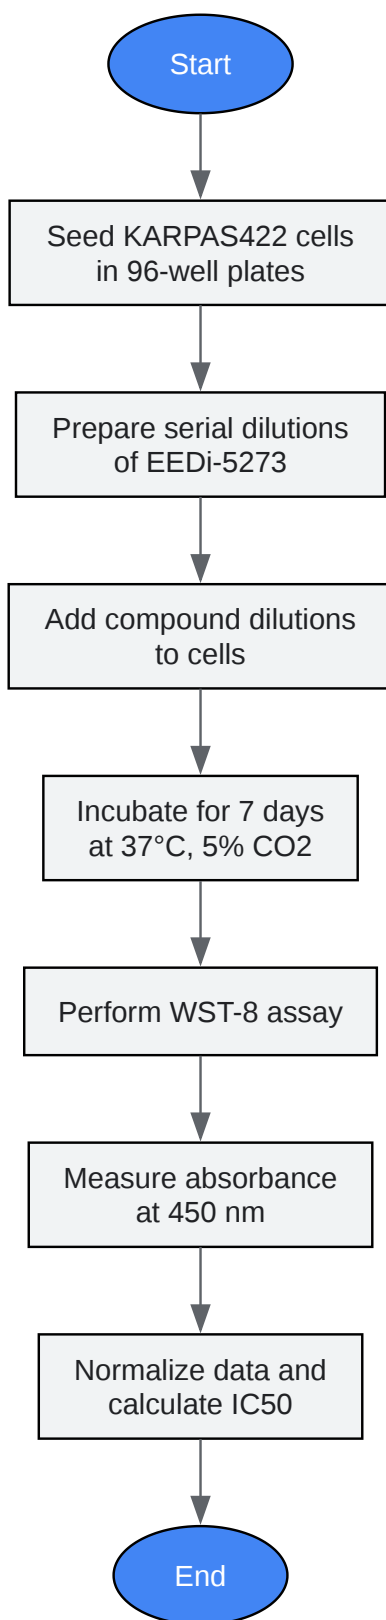 Start
Seed KARPAS422 cells
in 96-well plates
Prepare serial dilutions
of EEDi-5273
Add compound dilutions
to cells
Incubate for 7 days
at 37°C, 5% CO2
Perform WST-8 assay
Measure absorbance
at 450 nm
Normalize data and
calculate IC50
End